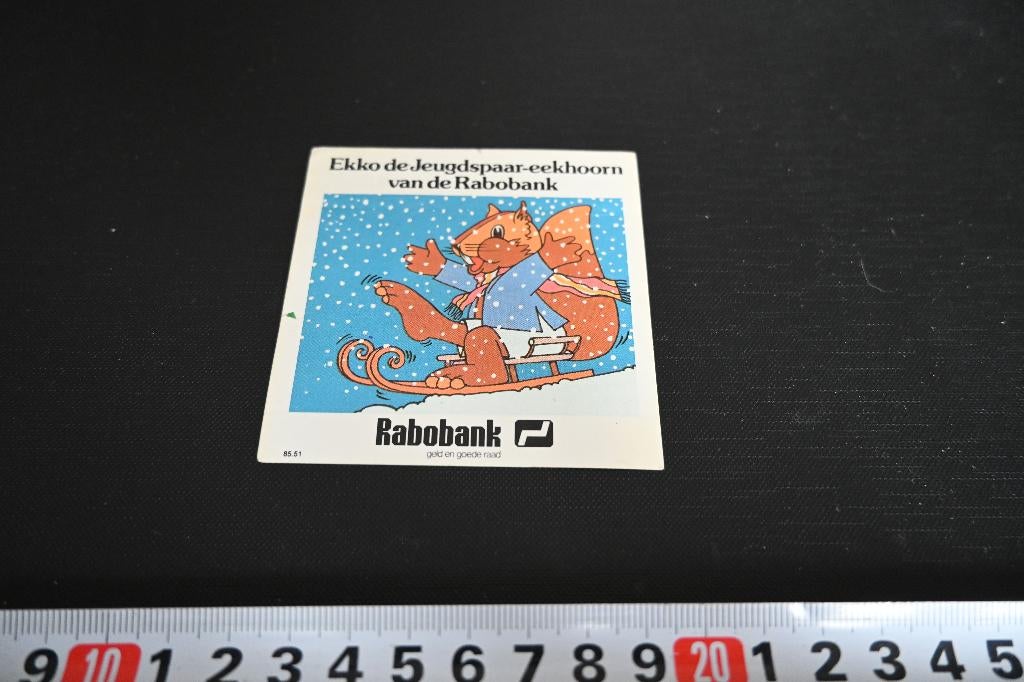 Ekko de Jeugdspaar-eekhoorn
van de Rabobank
Rabobank
geld en goede raad
85.51
9 10 1 2 3 4 5 6 7 8 9 20 1 2 3 4 5